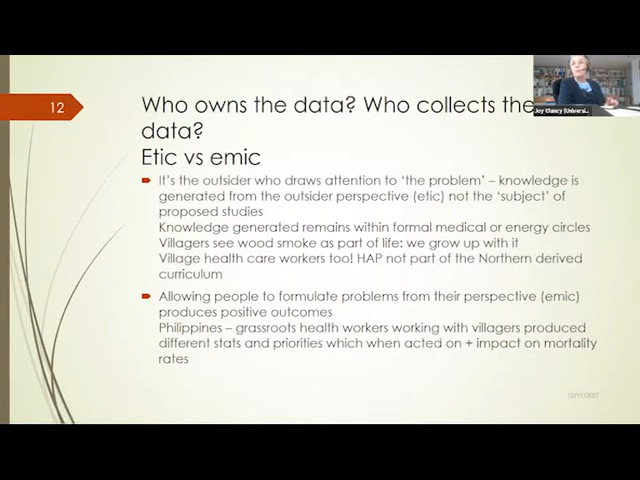 12
Who owns the data? Who collects the
data?
Etic vs emic
It's the outsider who draws attention to 'the problem' – knowledge is
generated from the outsider perspective (etic) not the 'subject' of
proposed studies
Knowledge generated remains within formal medical or energy circles
Villagers see wood smoke as part of life: we grow up with it
Village health care workers too! HAP not part of the Northern derived
curriculum
Allowing people to formulate problems from their perspective (emic)
produces positive outcomes
Philippines – grassroots health workers working with villagers produced
different stats and priorities which when acted on + impact on mortality
rates
Joy Clancy (Universi...